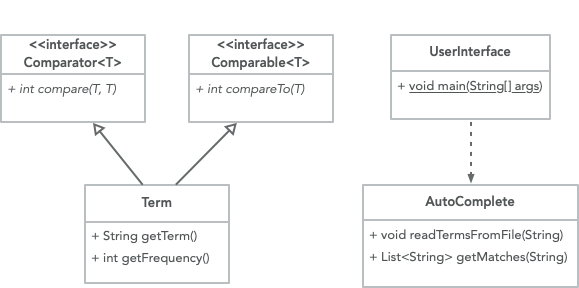 <<interface>>
Comparator<T>
+ int compare(T, T)
<<interface>>
Comparable<T>
+ int compareTo(T)
UserInterface
+ void main(String[] args)
Term
+ String getTerm()
+ int getFrequency()
AutoComplete
+ void readTermsFromFile(String)
+ List<String> getMatches(String)